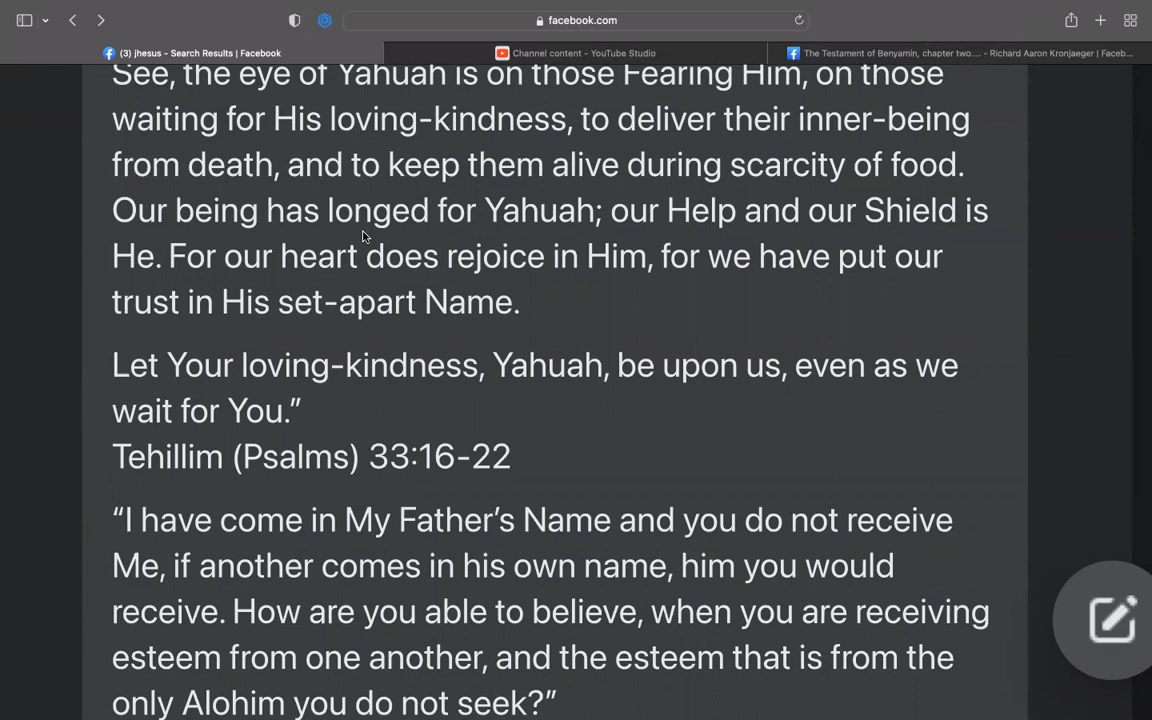 facebook.com
(3) jhesus - Search Results | Facebook
Channel content - YouTube Studio
The Testament of Benyamin, chapter two.... - Richard Aaron Kronjaeger | Faceb...
See, the eye of Yahuah is on those Fearing Him, on those
waiting for His loving-kindness, to deliver their inner-being
from death, and to keep them alive during scarcity of food.
Our being has longed for Yahuah; our Help and our Shield is
He. For our heart does rejoice in Him, for we have put our
trust in His set-apart Name.
Let Your loving-kindness, Yahuah, be upon us, even as we
wait for You.”
Tehillim (Psalms) 33:16-22
“I have come in My Father’s Name and you do not receive
Me, if another comes in his own name, him you would
receive. How are you able to believe, when you are receiving
esteem from one another, and the esteem that is from the
only Alohim you do not seek?”